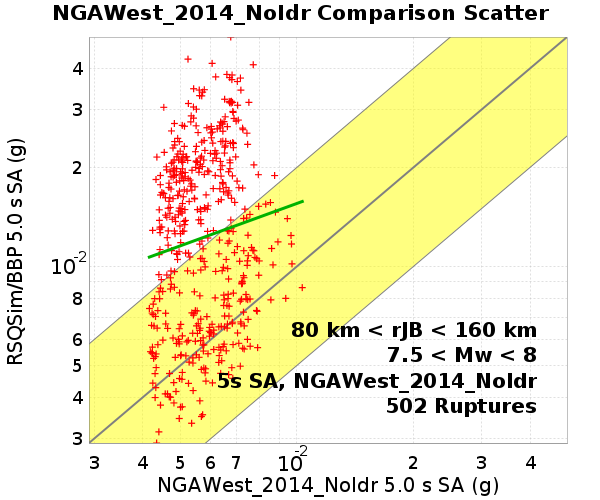 NGAWest_2014_NoIdr Comparison Scatter
RSQSim/BBP 5.0 s SA (g)
4
3
2
10-2
8
6
5
4
3
80 km < rJB < 160 km
7.5 < Mw < 8
5s SA, NGAWest_2014_NoIdr
502 Ruptures
3 4 5 6 7 10-2 2 3 4
NGAWest_2014_NoIdr 5.0 s SA (g)